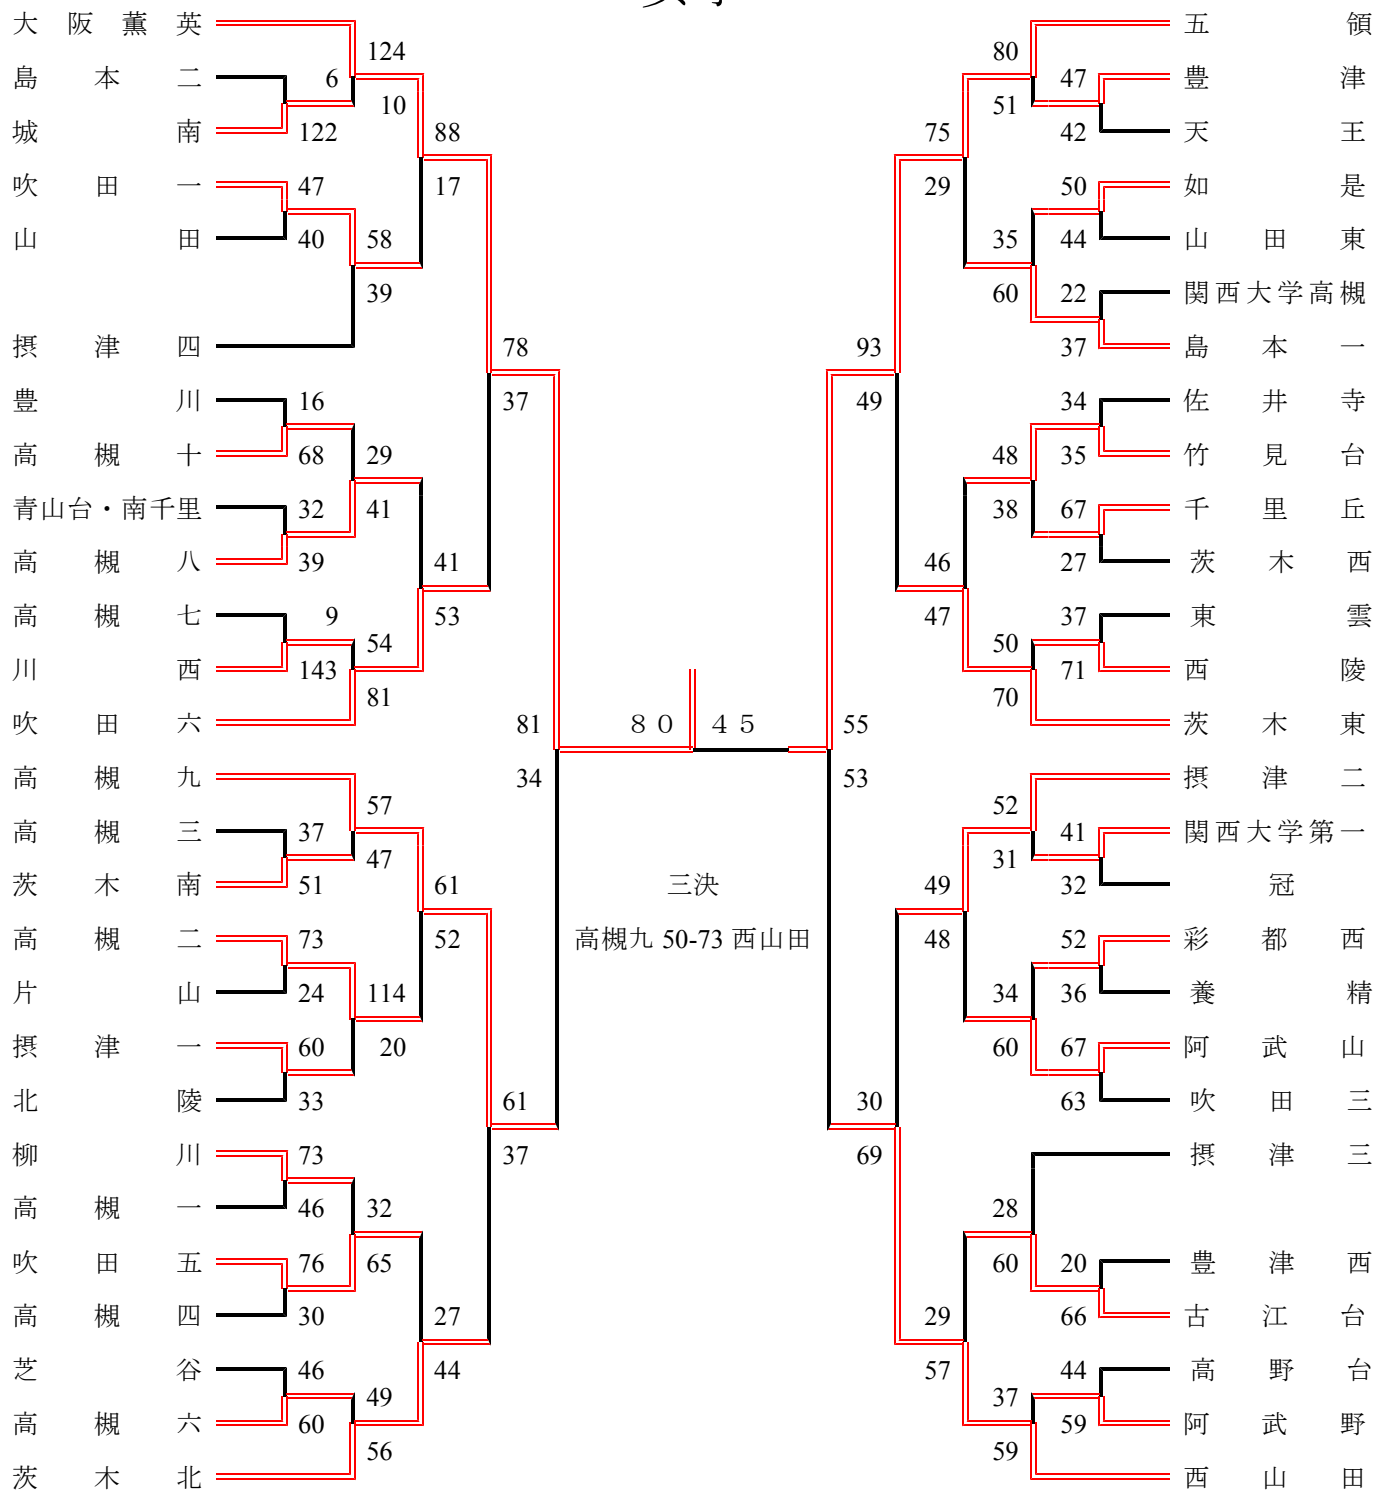 大阪薫英 124 80 五領
島本二 6 47 豊津
10 51
城南 122 88 75 42 天王
吹田一 47 17 29 50 如是
山田 40 58 35 44 山田東
39 60 22 関西大学高槻
摂津四 78 93 37 島本一
豊川 16 37 49 34 佐井寺
高槻十 68 29 48 35 竹見台
青山台・南千里 32 41 38 67 千里丘
高槻八 39 41 46 27 茨木西
高槻七 9 53 47 37 東雲
54 50
川西 143 71 西陵
81 70
吹田六 81 80 45 55 茨木東
高槻九 34 53 摂津二
57 52
高槻三 37 41 関西大学第一
47 31
茨木南 51 61 三決 49 32 冠
高槻二 73 52 高槻九 50-73 西山田 48 52 彩都西
片山 24 114 34 36 養精
摂津一 60 20 60 67 阿武山
北陵 33 61 30 63 吹田三
柳川 73 37 69 摂津三
高槻一 46 32 28
吹田五 76 65 60 20 豊津西
高槻四 30 27 29 66 古江台
芝谷 46 44 57 44 高野台
49 37
高槻六 60 59 阿武野
56 59
茨木北 西山田